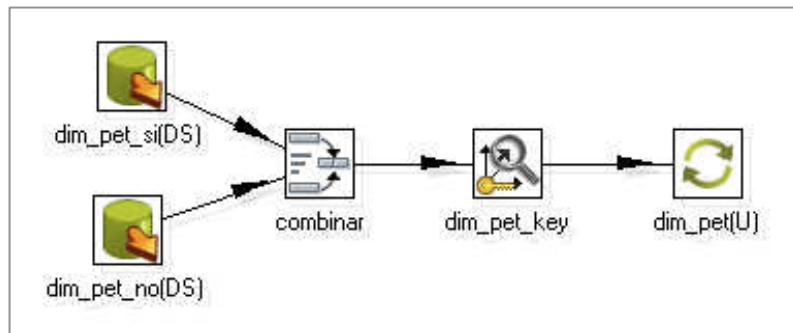 dim_pet_si(DS)
combinar
dim_pet_key
dim_pet(U)
dim_pet_no(DS)